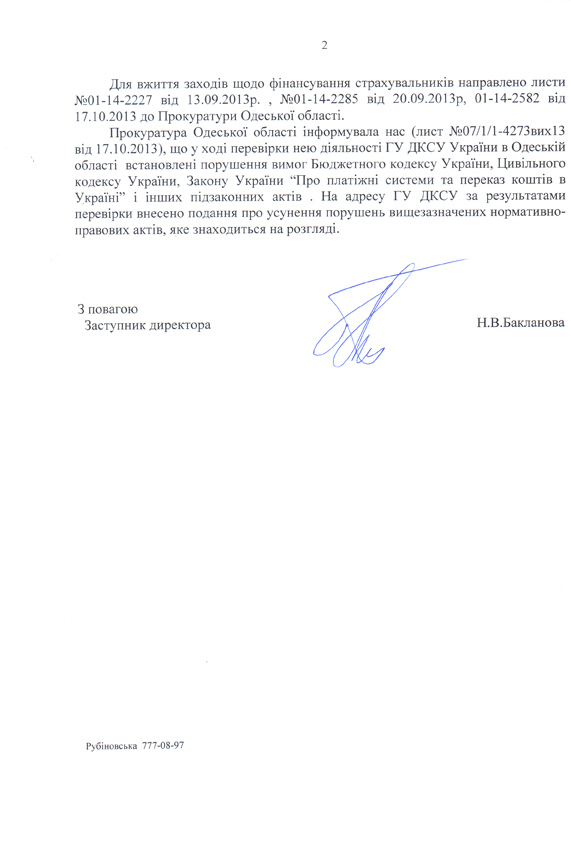 2
Для вжиття заходів щодо фінансування страхувальників направлено листи
№01-14-2227 від 13.09.2013р. , №01-14-2285 від 20.09.2013р, 01-14-2582 від
17.10.2013 до Прокуратури Одеської області.
Прокуратура Одеської області інформувала нас (лист №07/1/1-4273вих13
від 17.10.2013), що у ході перевірки нею діяльності ГУ ДКСУ України в Одеській
області встановлені порушення вимог Бюджетного кодексу України, Цивільного
кодексу України, Закону України “Про платіжні системи та переказ коштів в
Україні” і інших підзаконних актів . На адресу ГУ ДКСУ за результатами
перевірки внесено подання про усунення порушень вищезазначених нормативно-
правових актів, яке знаходиться на розгляді.
З повагою
Заступник директора
Н.В.Бакланова
Рубіновська 777-08-97